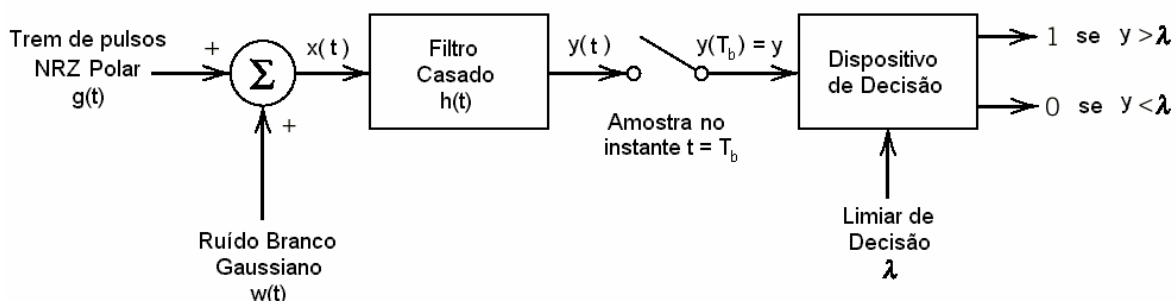 Trem de pulsos
NRZ Polar
g(t)
+
Σ
+
x(t)
Ruído Branco
Gaussiano
w(t)
Filtro
Casado
h(t)
y(t)
y(T_b) = y
Amostra no
instante t = T_b
Dispositivo
de Decisão
Limiar de
Decisão
λ
1 se y > λ
0 se y < λ